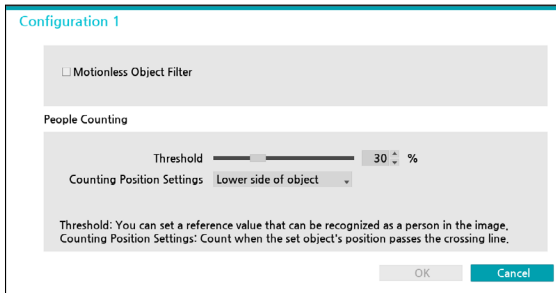 Configuration 1
Motionless Object Filter
People Counting
Threshold 30 %
Counting Position Settings Lower side of object
Threshold: You can set a reference value that can be recognized as a person in the image.
Counting Position Settings: Count when the set object's position passes the crossing line.
OK Cancel